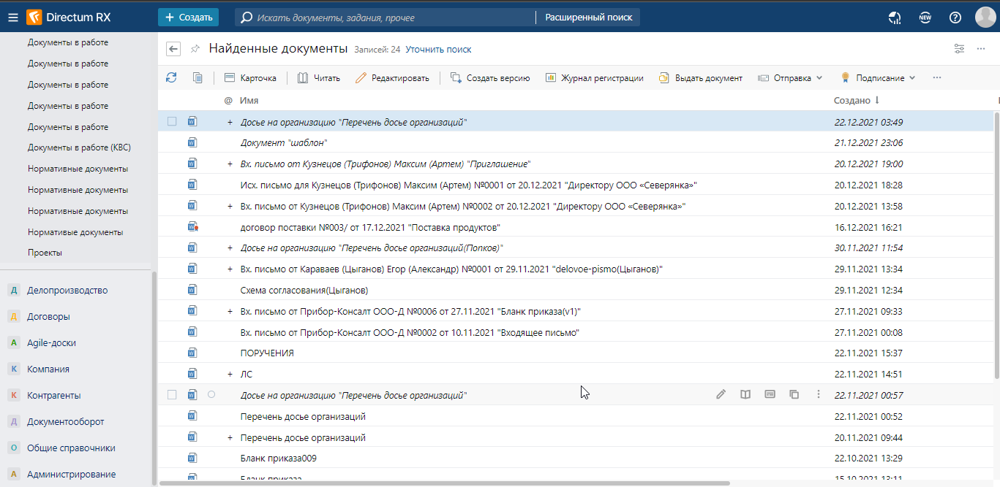 Directum RX
+ Создать
Искать документы, задания, прочее
Расширенный поиск
NEW
Документы в работе
Документы в работе
Документы в работе
Документы в работе
Документы в работе
Документы в работе (КВС)
Нормативные документы
Нормативные документы
Нормативные документы
Нормативые документы
Проекты
Д Делопроизводство
Д Договоры
A Agile-доски
К Компания
К Контрагенты
Д Документооборот
О Общие справочники
А Администрирование
Найденные документы Записей: 24 Уточнить поиск
Карточка Читать Редактировать Создать версию Журнал регистрации Выдать документ Отправка Подписание
@ Имя Создано ↓
+ Досье на организацию "Перечень досье организаций" 22.12.2021 03:49
Документ "шаблон" 21.12.2021 23:06
+ Вх. письмо от Кузнецов (Трифонов) Максим (Артем) "Приглашение" 20.12.2021 19:00
Исх. письмо для Кузнецов (Трифонов) Максим (Артем) №0001 от 20.12.2021 "Директору ООО «Северянка»" 20.12.2021 18:28
+ Вх. письмо от Кузнецов (Трифонов) Максим (Артем) №0002 от 20.12.2021 "Директору ООО «Северянка»" 20.12.2021 13:58
договор поставки №003/ от 17.12.2021 "Поставка продуктов" 16.12.2021 16:21
+ Досье на организацию "Перечень досье организаций(Попков)" 30.11.2021 11:54
+ Вх. письмо от Караваев (Цыганов) Егор (Александр) №0001 от 29.11.2021 "delovoe-pismo(Цыганов)" 29.11.2021 13:34
Схема согласования(Цыганов) 29.11.2021 12:34
+ Вх. письмо от Прибор-Консалт ООО-Д №0006 от 27.11.2021 "Бланк приказа(v1)" 27.11.2021 09:33
Вх. письмо от Прибор-Консалт ООО-Д №0002 от 10.11.2021 "Входящее письмо" 27.11.2021 00:08
ПОРУЧЕНИЯ 22.11.2021 15:37
+ ЛС 22.11.2021 14:51
Досье на организацию "Перечень досье организаций" 22.11.2021 00:57
Перечень досье организаций 22.11.2021 00:52
+ Перечень досье организаций 20.11.2021 09:44
Бланк приказа009 22.10.2021 13:29
Бланк приказа 15.10.2021 13:11